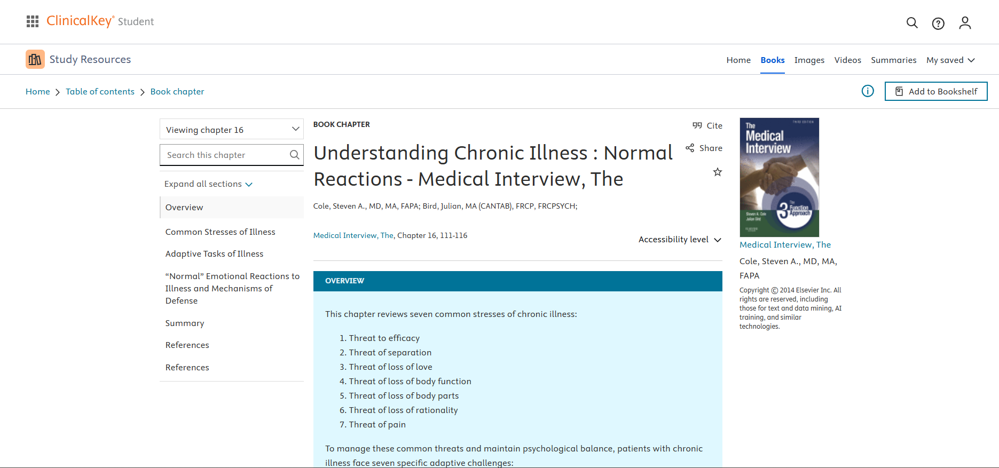 ClinicalKey® Student
Study Resources
Home
Books
Images
Videos
Summaries
My saved
Home
Table of contents
Book chapter
Add to Bookshelf
Viewing chapter 16
Search this chapter
Expand all sections
Overview
Common Stresses of Illness
Adaptive Tasks of Illness
“Normal” Emotional Reactions to
Illness and Mechanisms of
Defense
Summary
References
References
BOOK CHAPTER
Cite
Understanding Chronic Illness : Normal
Reactions - Medical Interview, The
Share
Cole, Steven A., MD, MA, FAPA; Bird, Julian, MA (CANTAB), FRCP, FRCPSYCH;
Medical Interview, The, Chapter 16, 111-116
Accessibility level
OVERVIEW
This chapter reviews seven common stresses of chronic illness:
1. Threat to efficacy
2. Threat of separation
3. Threat of loss of love
4. Threat of loss of body function
5. Threat of loss of body parts
6. Threat of loss of rationality
7. Threat of pain
To manage these common threats and maintain psychological balance, patients with chronic
illness face seven specific adaptive challenges:
THIRD EDITION
The
Medical
Interview
The
3 Function
Approach
Steven A. Cole
Julian Bird
ELSEVIER
Medical Interview, The
Cole, Steven A., MD, MA,
FAPA
Copyright © 2014 Elsevier Inc. All
rights are reserved, including
those for text and data mining, AI
training, and similar
technologies.